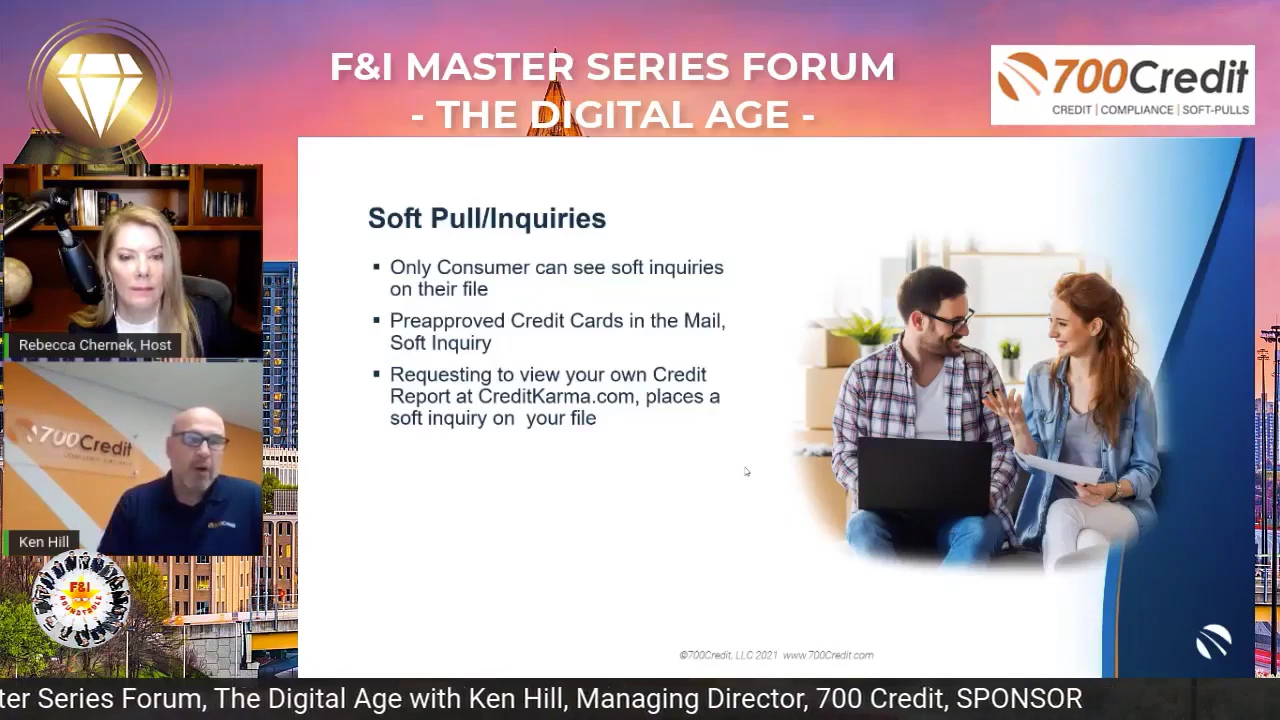 F&I MASTER SERIES FORUM
- THE DIGITAL AGE -
700Credit
CREDIT | COMPLIANCE | SOFT-PULLS
Rebecca Chernek, Host
700Credit
Ken Hill
F&I
ROUNDTABLE
Soft Pull/Inquiries
▪ Only Consumer can see soft inquiries
on their file
▪ Preapproved Credit Cards in the Mail,
Soft Inquiry
▪ Requesting to view your own Credit
Report at CreditKarma.com, places a
soft inquiry on your file
©700Credit, LLC 2021 www.700Credit.com
ter Series Forum, The Digital Age with Ken Hill, Managing Director, 700 Credit, SPONSOR